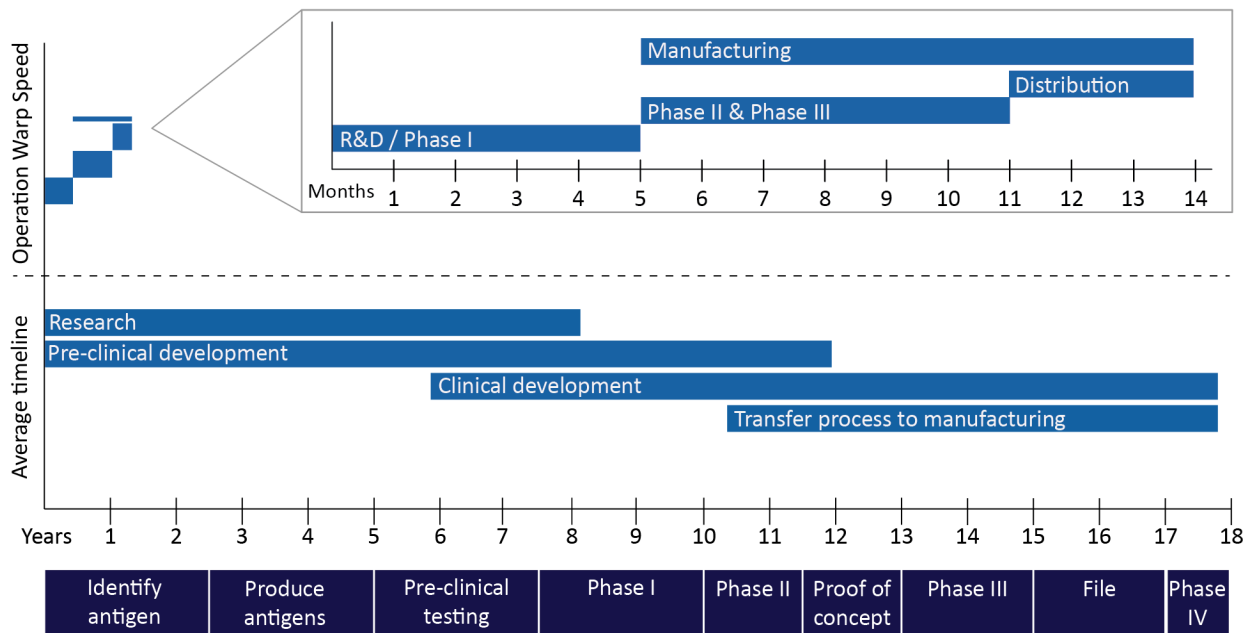 Operation Warp Speed
Manufacturing
Distribution
Phase II & Phase III
R&D / Phase I
Months 1 2 3 4 5 6 7 8 9 10 11 12 13 14
Average timeline
Research
Pre-clinical development
Clinical development
Transfer process to manufacturing
Years 1 2 3 4 5 6 7 8 9 10 11 12 13 14 15 16 17 18
Identify
antigen
Produce
antigens
Pre-clinical
testing
Phase I
Phase II
Proof of
concept
Phase III
File
Phase
IV